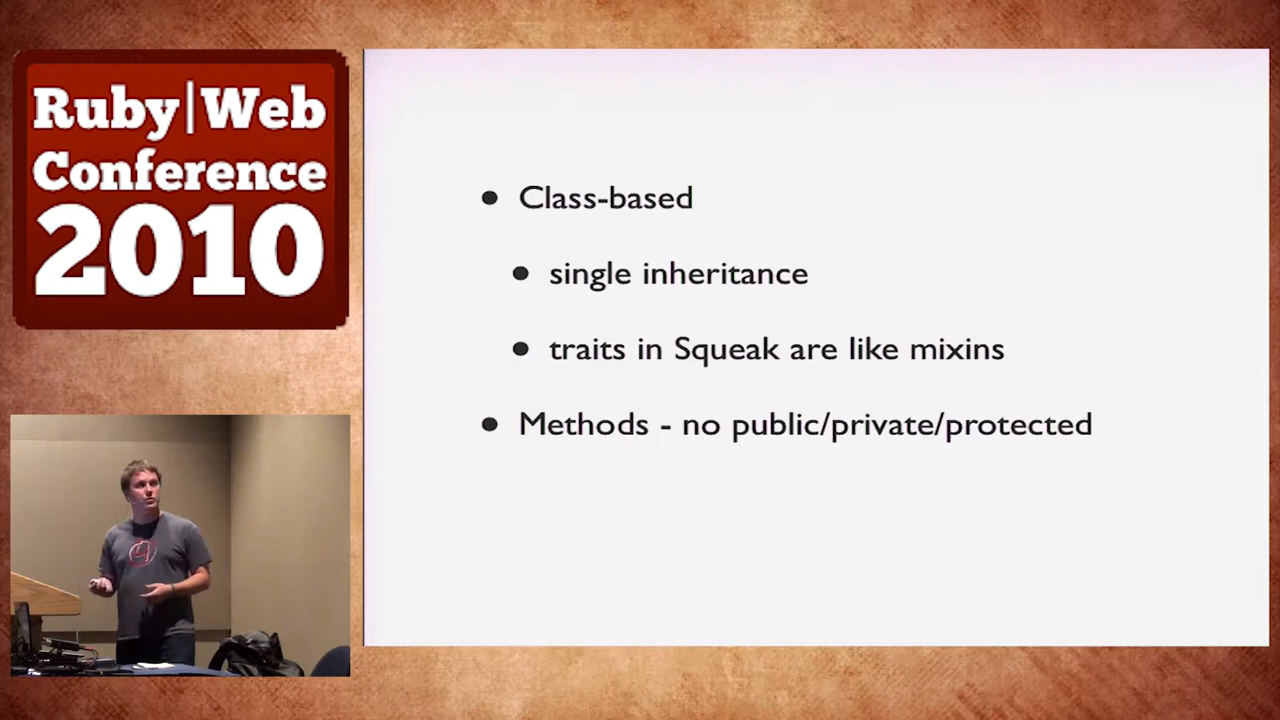 Ruby|Web
Conference
2010
• Class-based
• single inheritance
• traits in Squeak are like mixins
• Methods - no public/private/protected
4